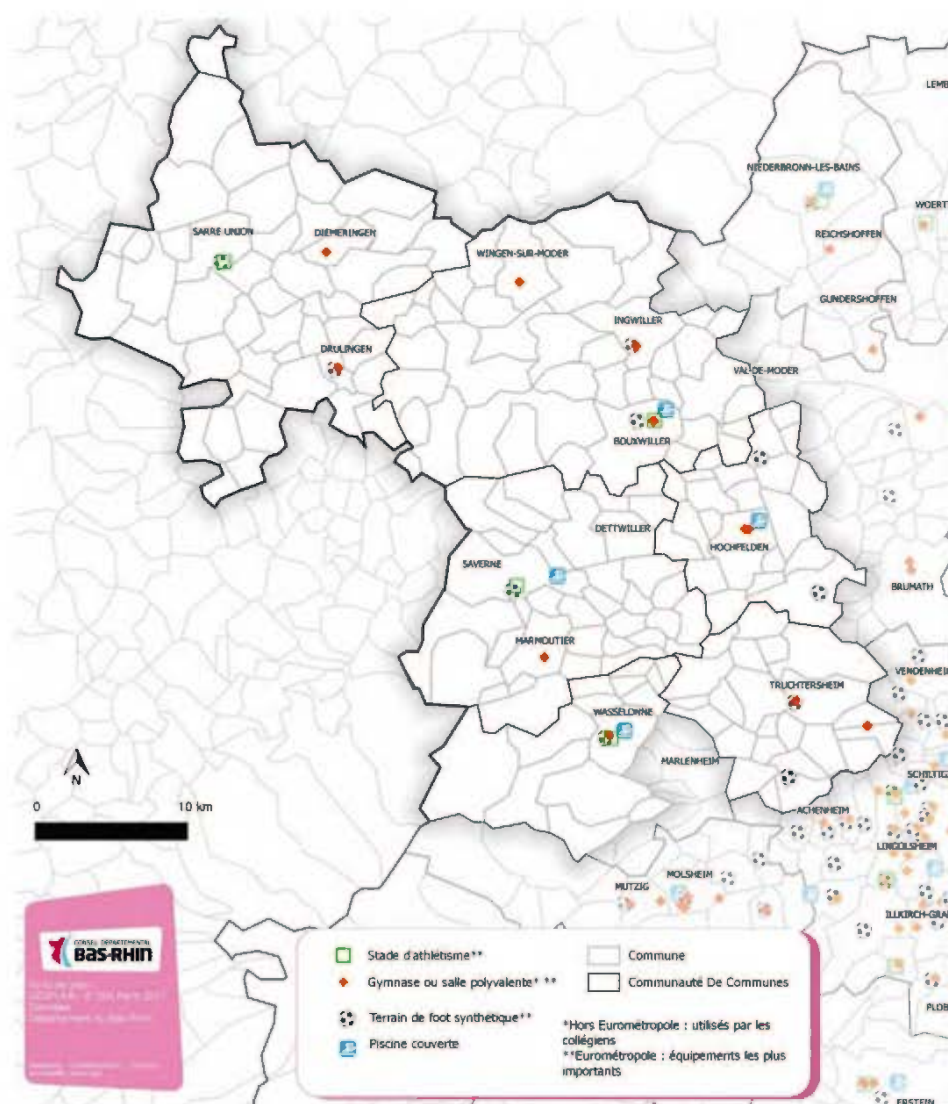 LEMB
NIEDERBRONN-LES-BAINS
WOERT
SARRE UNION
DIEMERINGEN
REICHSHOFFEN
WINGEN-SUR-MODER
GUNDERSHOFFEN
INGWILLER
DRULINGEN
VAL-DE-MODER
BOUXWILLER
DETTWILLER
HOCHFELDEN
SAVERNE
BRUMATH
MARMOUTIER
VENDENHEIM
TRUCHTERSHEIM
WASSELONNE
MARLENHEIM
SCHILTIG
N
0 10 km
ACHENHEIM
LINGOLSHEIM
MOLSHEIM
MUTZIG
ILLKIRCH-GRA
CONSEIL DÉPARTEMENTAL
BAS-RHIN
Stade d'athlétisme**
Gymnase ou salle polyvalente* **
Terrain de foot synthétique**
Piscine couverte
Commune
Communauté De Communes
*Hors Eurométropole : utilisés par les
collégiens
**Eurométropole : équipements les plus
importants
PLOB
ERSTEIN